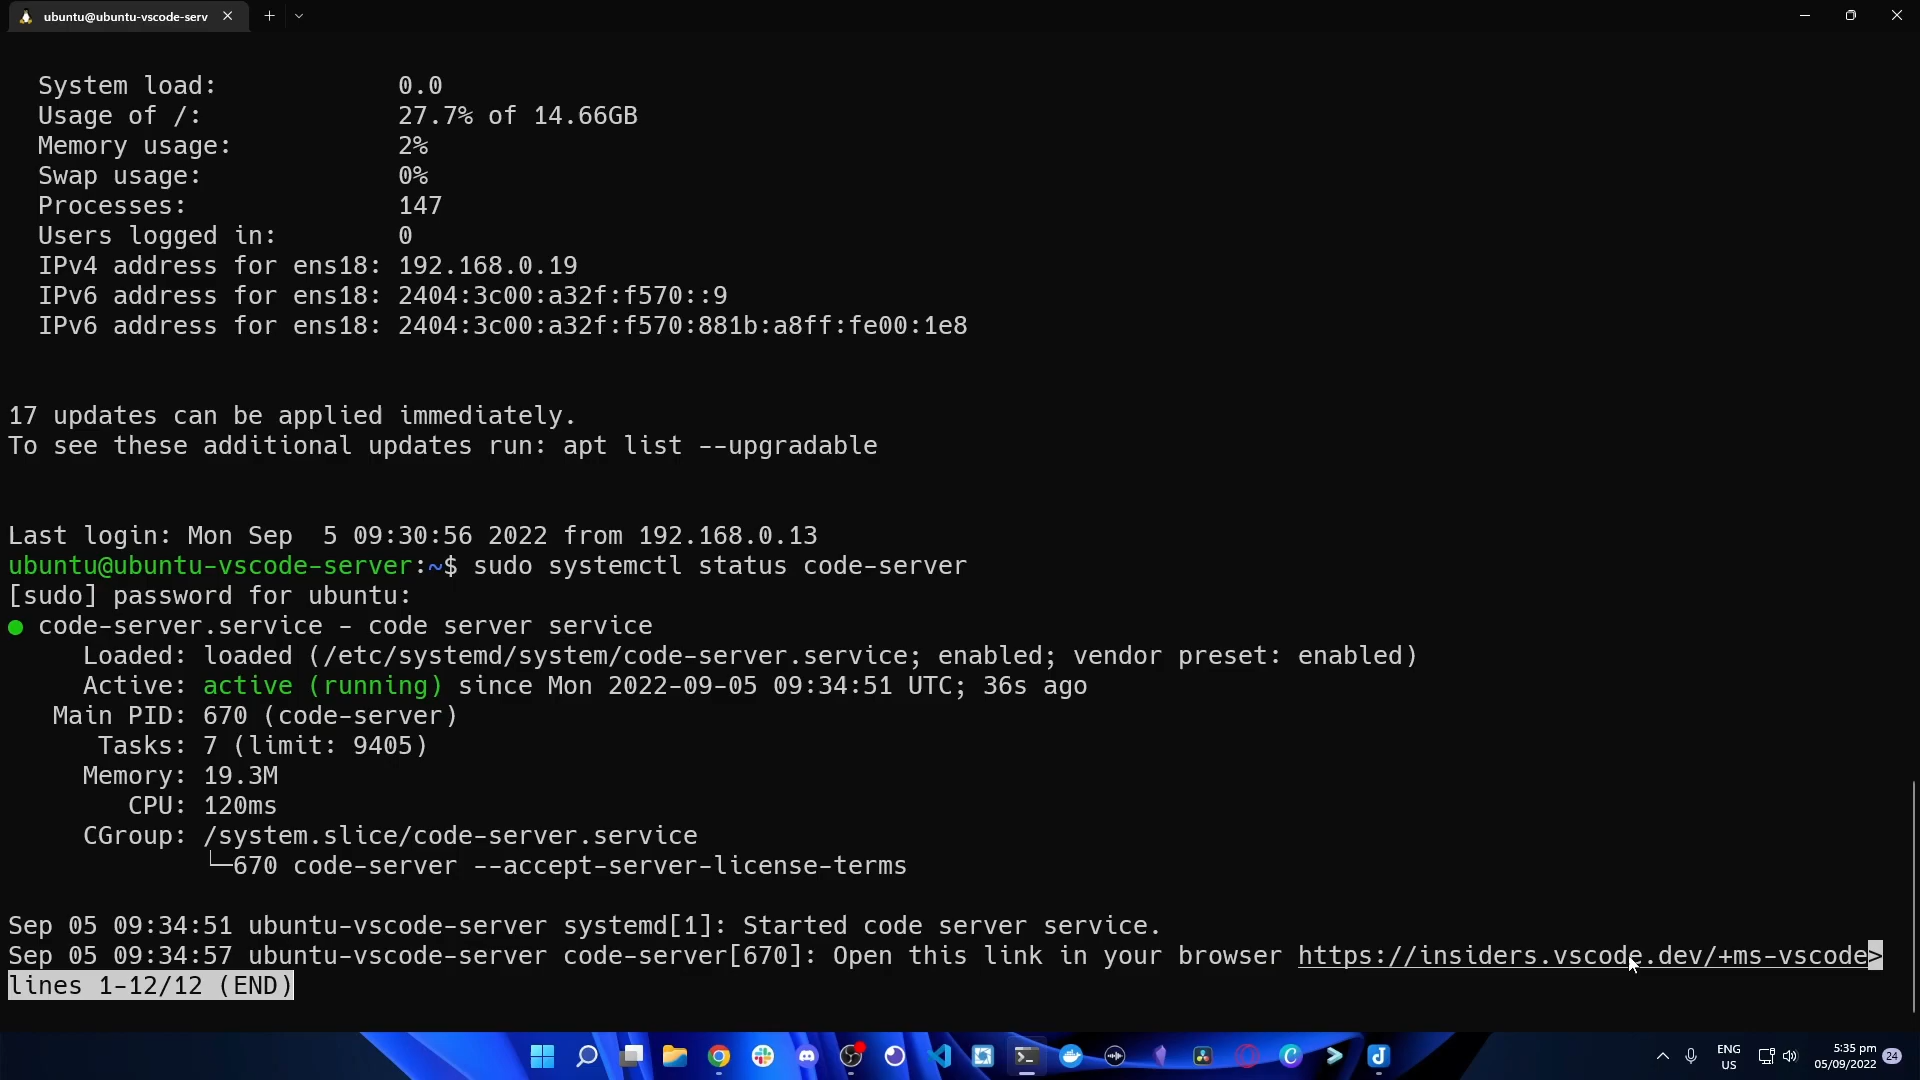 ubuntu@ubuntu-vscode-serv
System load: 0.0
Usage of /: 27.7% of 14.66GB
Memory usage: 2%
Swap usage: 0%
Processes: 147
Users logged in: 0
IPv4 address for ens18: 192.168.0.19
IPv6 address for ens18: 2404:3c00:a32f:f570::9
IPv6 address for ens18: 2404:3c00:a32f:f570:881b:a8ff:fe00:1e8
17 updates can be applied immediately.
To see these additional updates run: apt list --upgradable
Last login: Mon Sep  5 09:30:56 2022 from 192.168.0.13
ubuntu@ubuntu-vscode-server:~$ sudo systemctl status code-server
[sudo] password for ubuntu:
● code-server.service - code server service
Loaded: loaded (/etc/systemd/system/code-server.service; enabled; vendor preset: enabled)
Active: active (running) since Mon 2022-09-05 09:34:51 UTC; 36s ago
Main PID: 670 (code-server)
Tasks: 7 (limit: 9405)
Memory: 19.3M
CPU: 120ms
CGroup: /system.slice/code-server.service
└─670 code-server --accept-server-license-terms
Sep 05 09:34:51 ubuntu-vscode-server systemd[1]: Started code server service.
Sep 05 09:34:57 ubuntu-vscode-server code-server[670]: Open this link in your browser https://insiders.vscode.dev/+ms-vscode>
lines 1-12/12 (END)
ENG
US
5:35 pm
05/09/2022
24